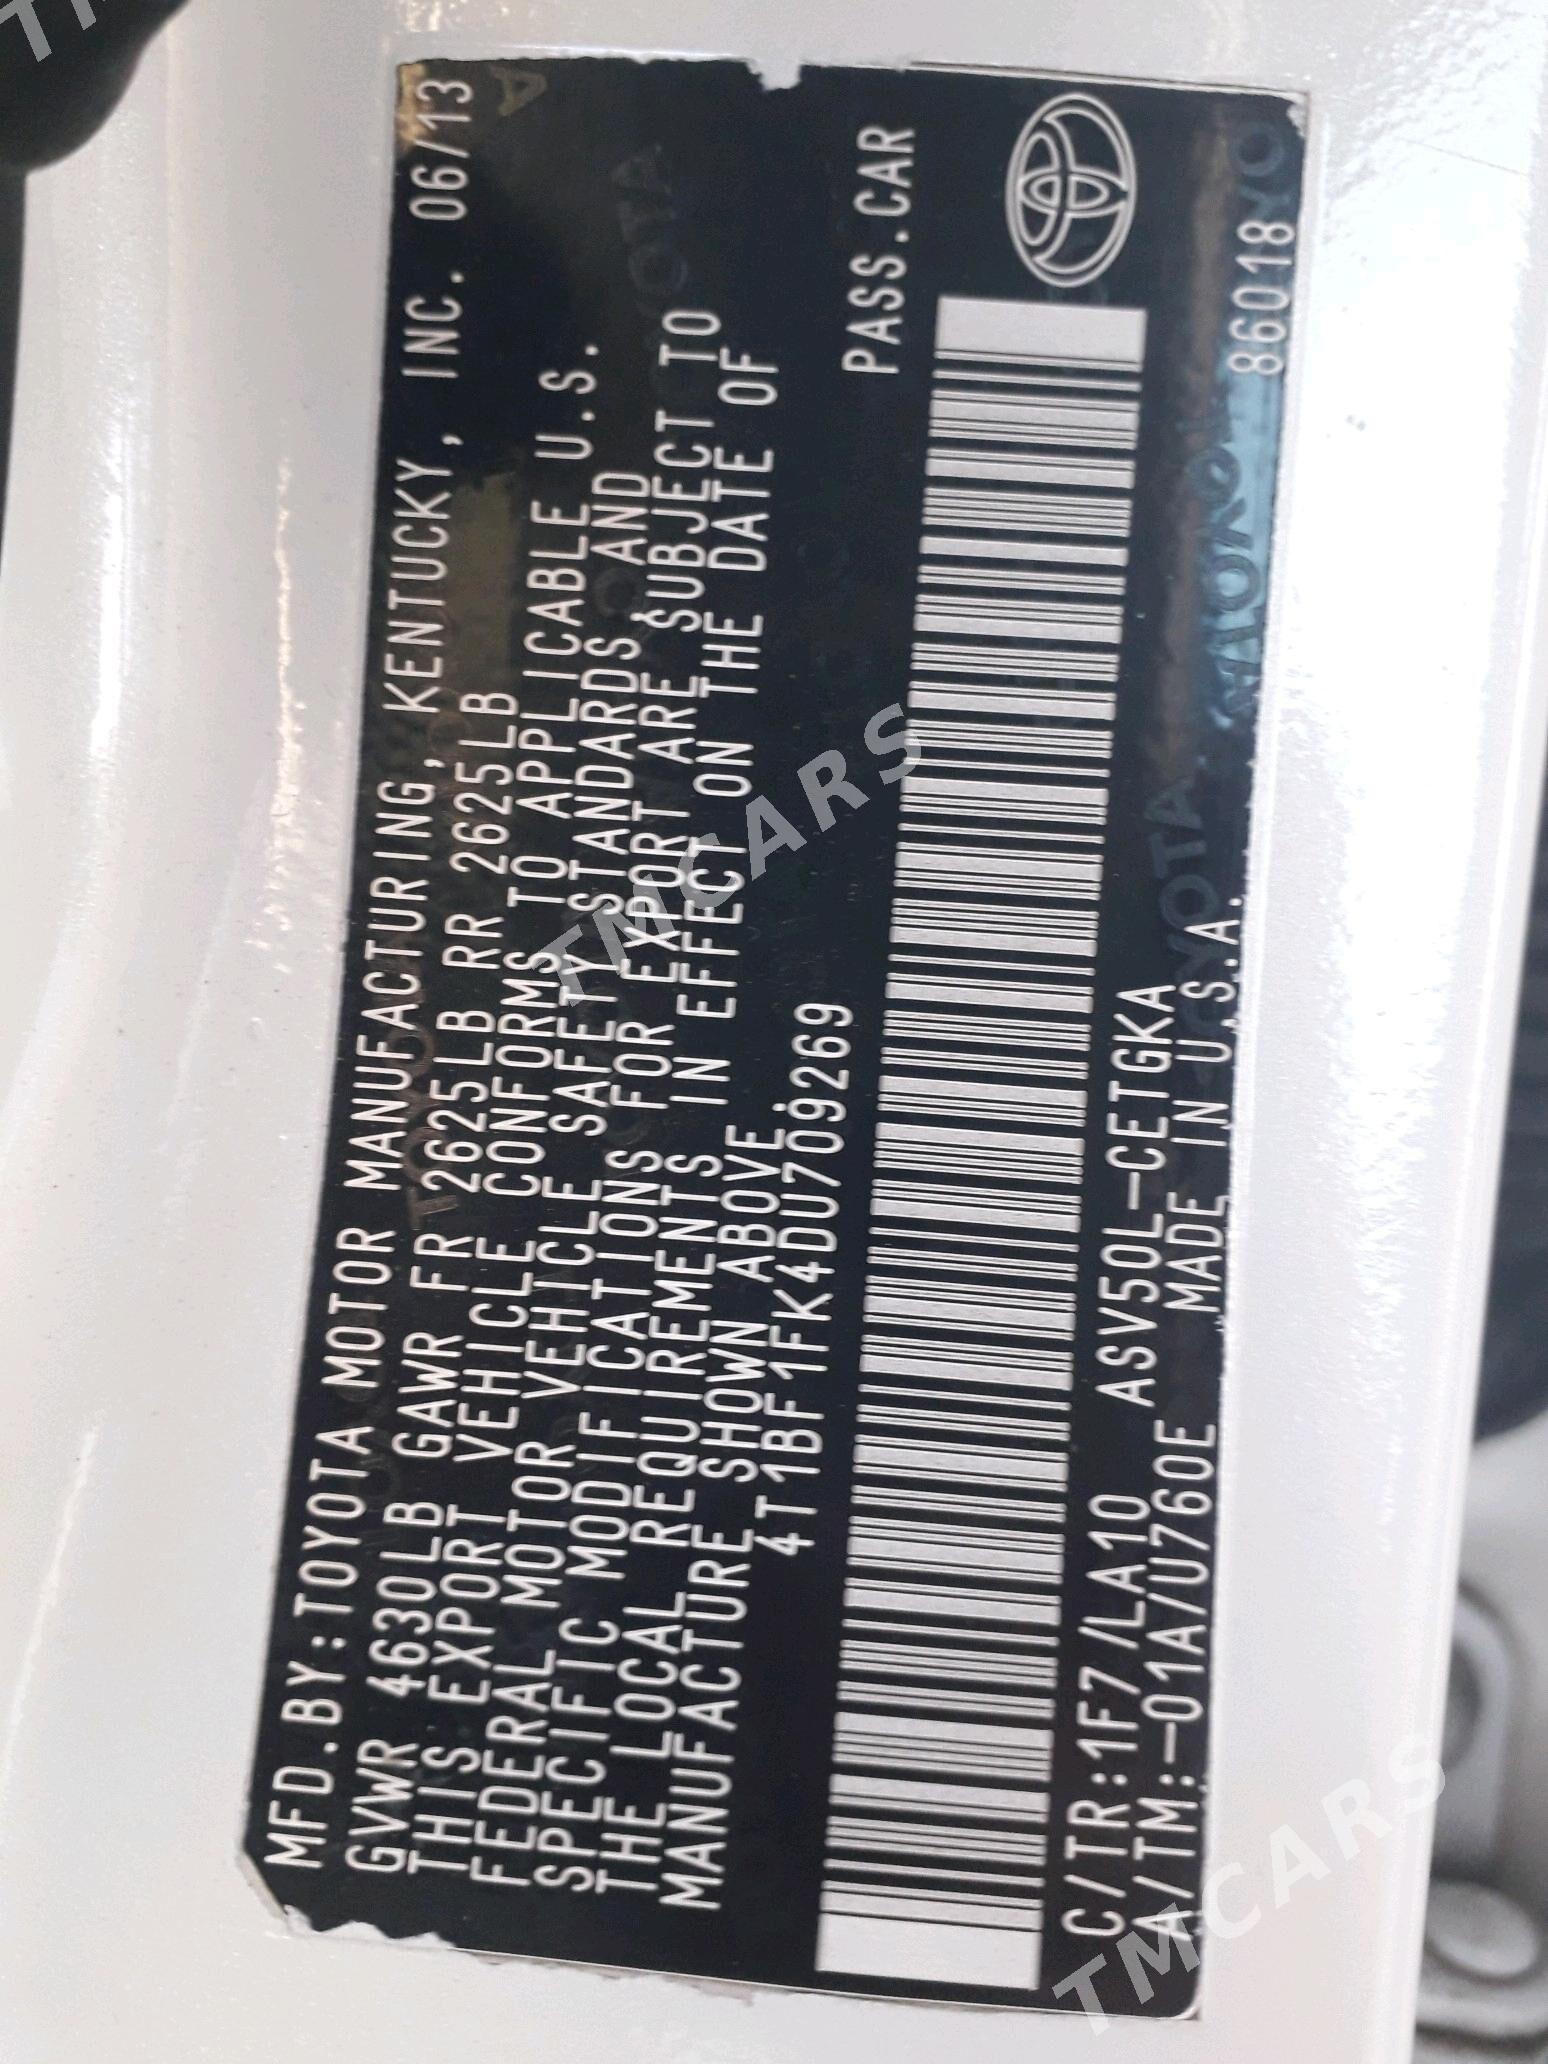 MFD.BY:TOYOTA MOTOR MANUFACTURING, KENTUCKY, INC. 06/13
GVWR 4630LB GAWR FR 2625LB RR 2625LB
THIS EXPORT VEHICLE CONFORMS TO APPLICABLE U.S.
FEDERAL MOTOR VEHICLE SAFETY STANDARDS, AND
SPECIFIC MODIFICATIONS FOR EXPORT ARE SUBJECT TO
THE LOCAL REQUIREMENTS IN EFFECT ON THE DATE OF
MANUFACTURE SHOWN ABOVE.
4T1BF1FK4DU709269
PASS.CAR
C/TR:1F7/LA10 ASV50L-CETGKA
A/TM:-01A/U760E MADE IN U.S.A.
86018
TOYOTA
TOYOTA
TMCARS
TMCARS